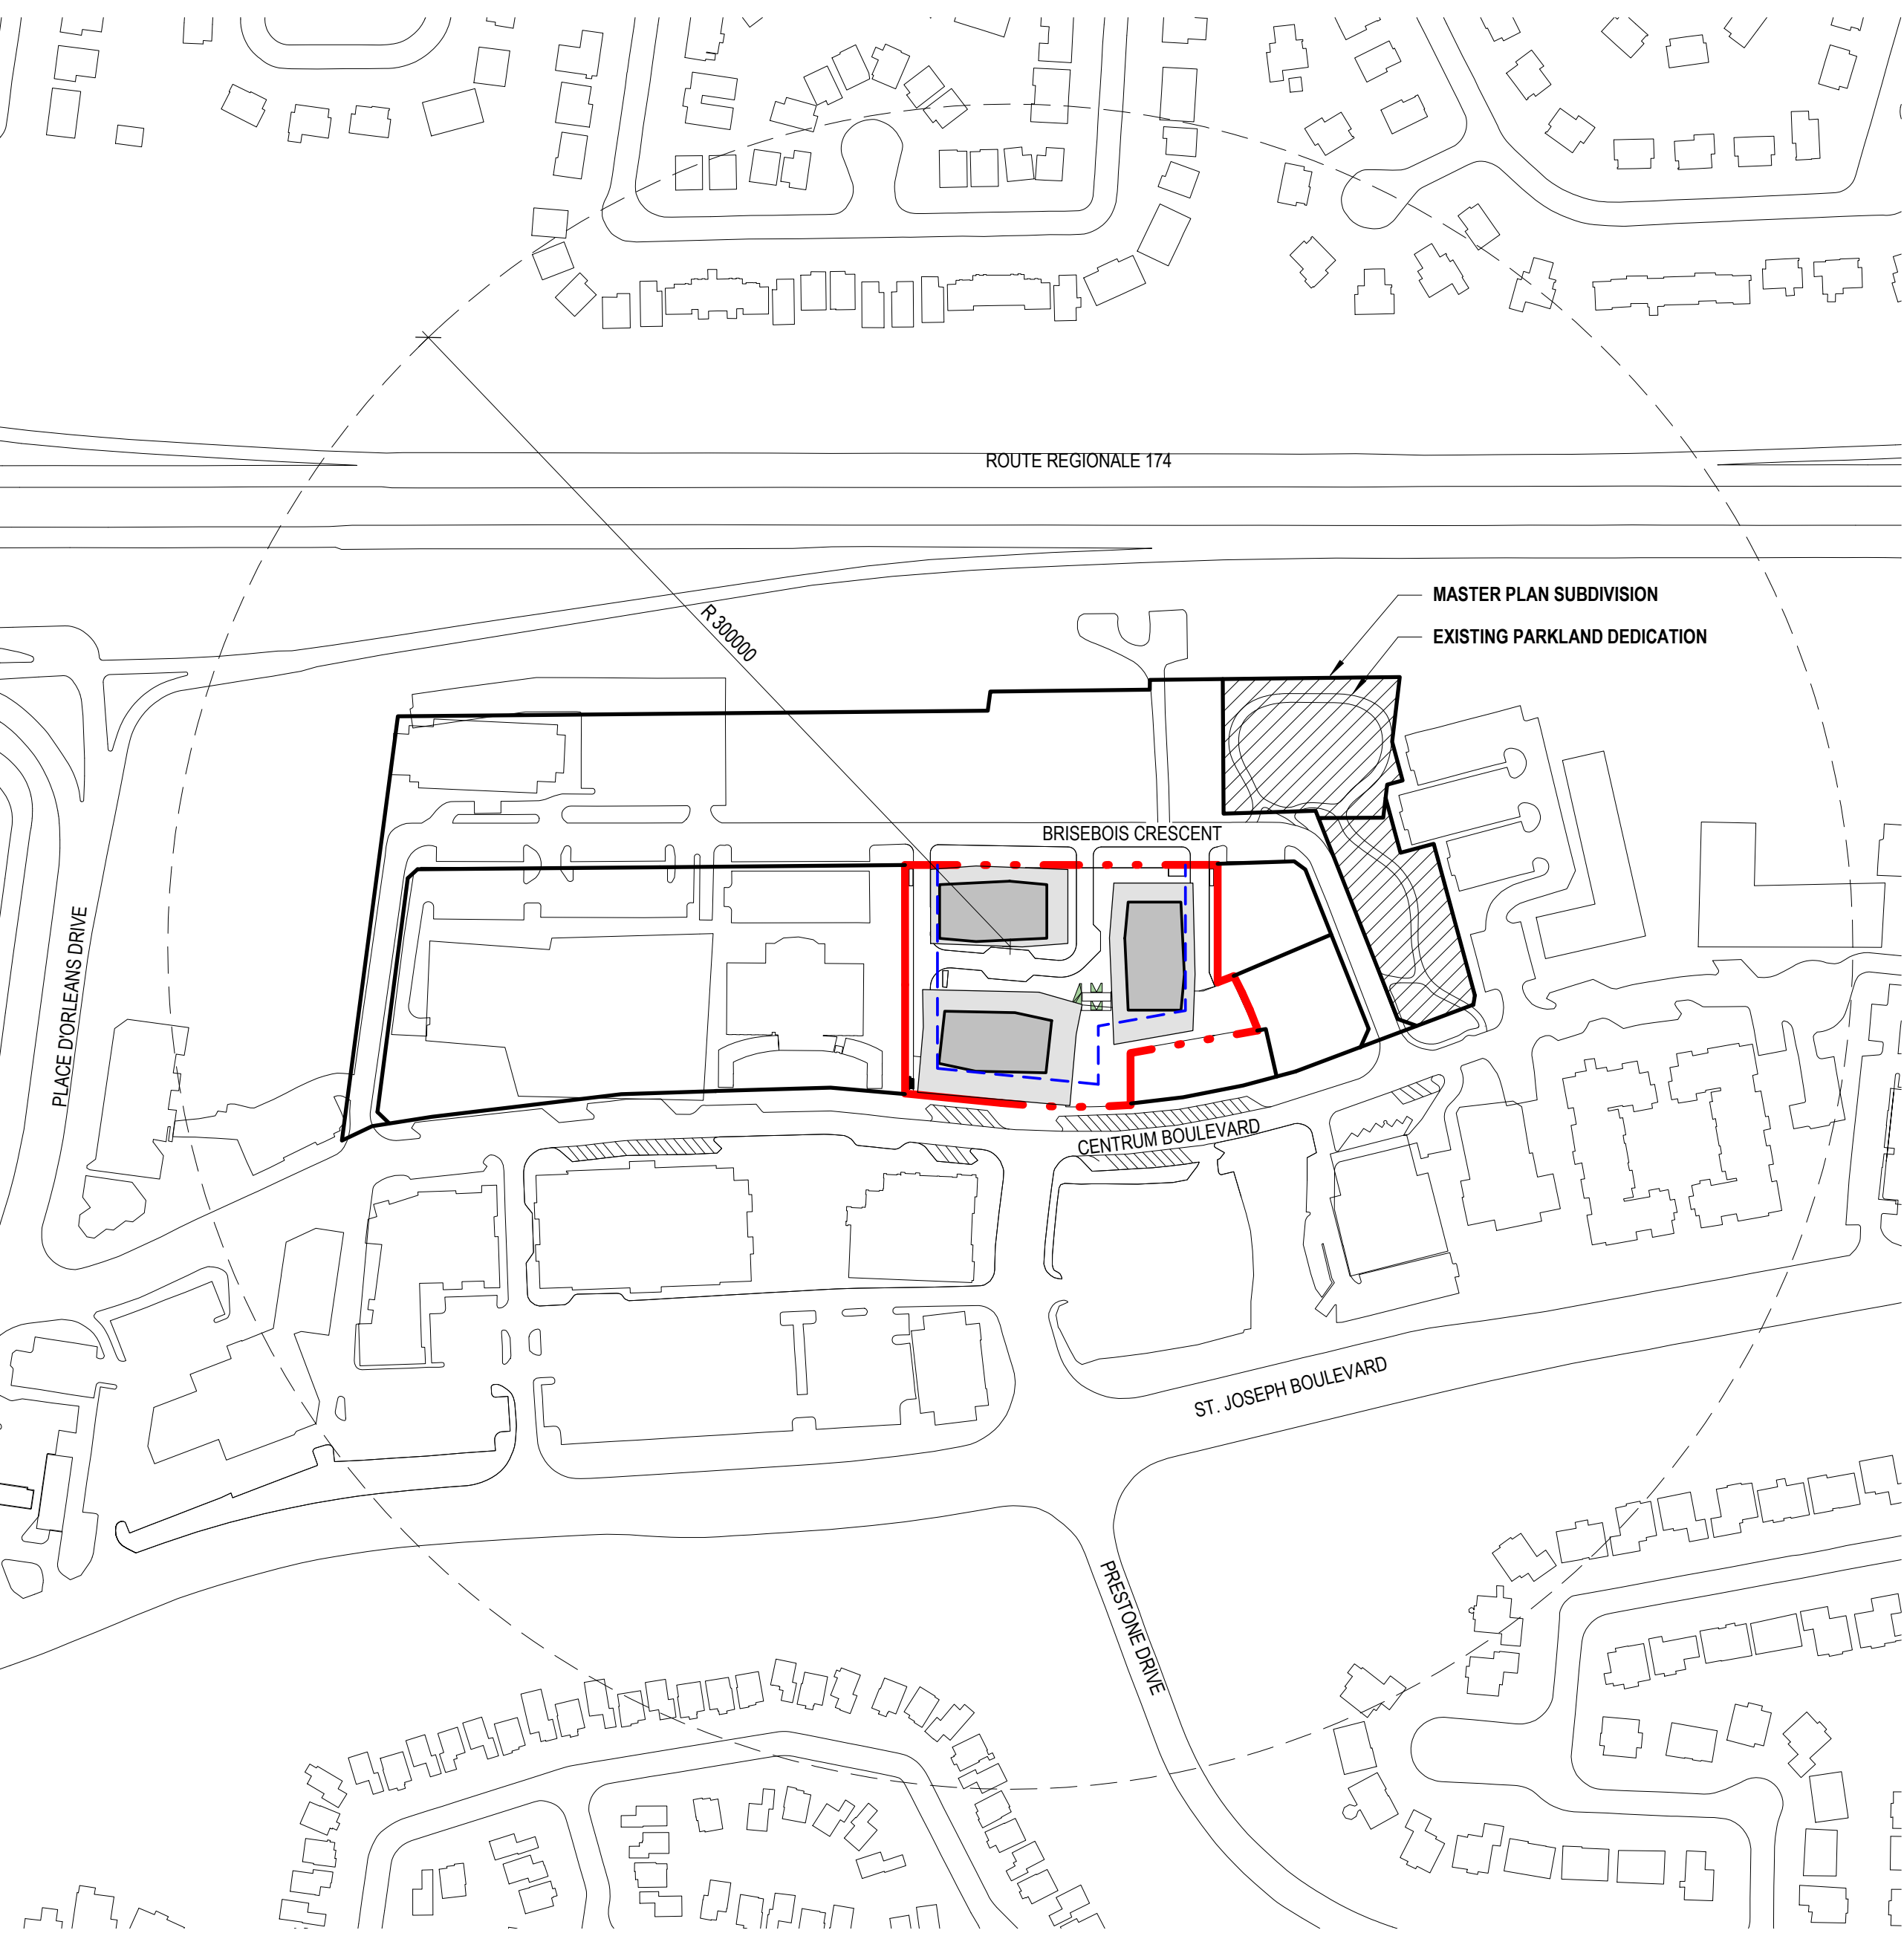 ROUTE REGIONALE 174
MASTER PLAN SUBDIVISION
R 300000
EXISTING PARKLAND DEDICATION
BRISEBOIS CRESCENT
PLACE D'ORLEANS DRIVE
CENTRUM BOULEVARD
ST. JOSEPH BOULEVARD
PRESTONE DRIVE